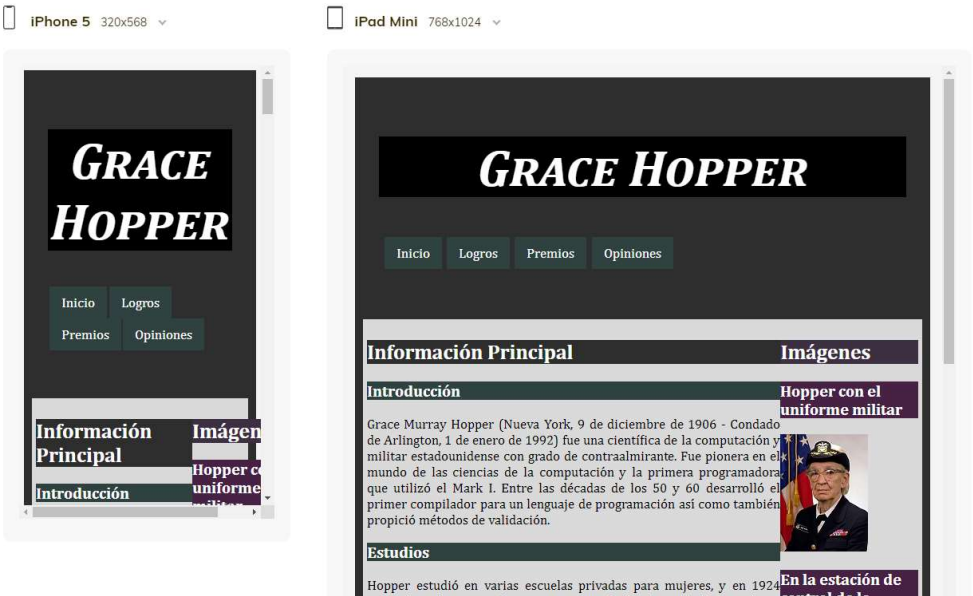 iPhone 5 320x568
iPad Mini 768x1024
GRACE
HOPPER
Inicio Logros
Premios Opiniones
Información
Principal
Introducción
Imágen
Hopper c
uniforme
GRACE HOPPER
Inicio Logros Premios Opiniones
Información Principal
Introducción
Grace Murray Hopper (Nueva York, 9 de diciembre de 1906 - Condado
de Arlington, 1 de enero de 1992) fue una científica de la computación y
militar estadounidense con grado de contraalmirante. Fue pionera en el
mundo de las ciencias de la computación y la primera programadora
que utilizó el Mark I. Entre las décadas de los 50 y 60 desarrolló el
primer compilador para un lenguaje de programación así como también
propició métodos de validación.
Estudios
Hopper estudió en varias escuelas privadas para mujeres, y en 1924
Imágenes
Hopper con el
uniforme militar
En la estación de